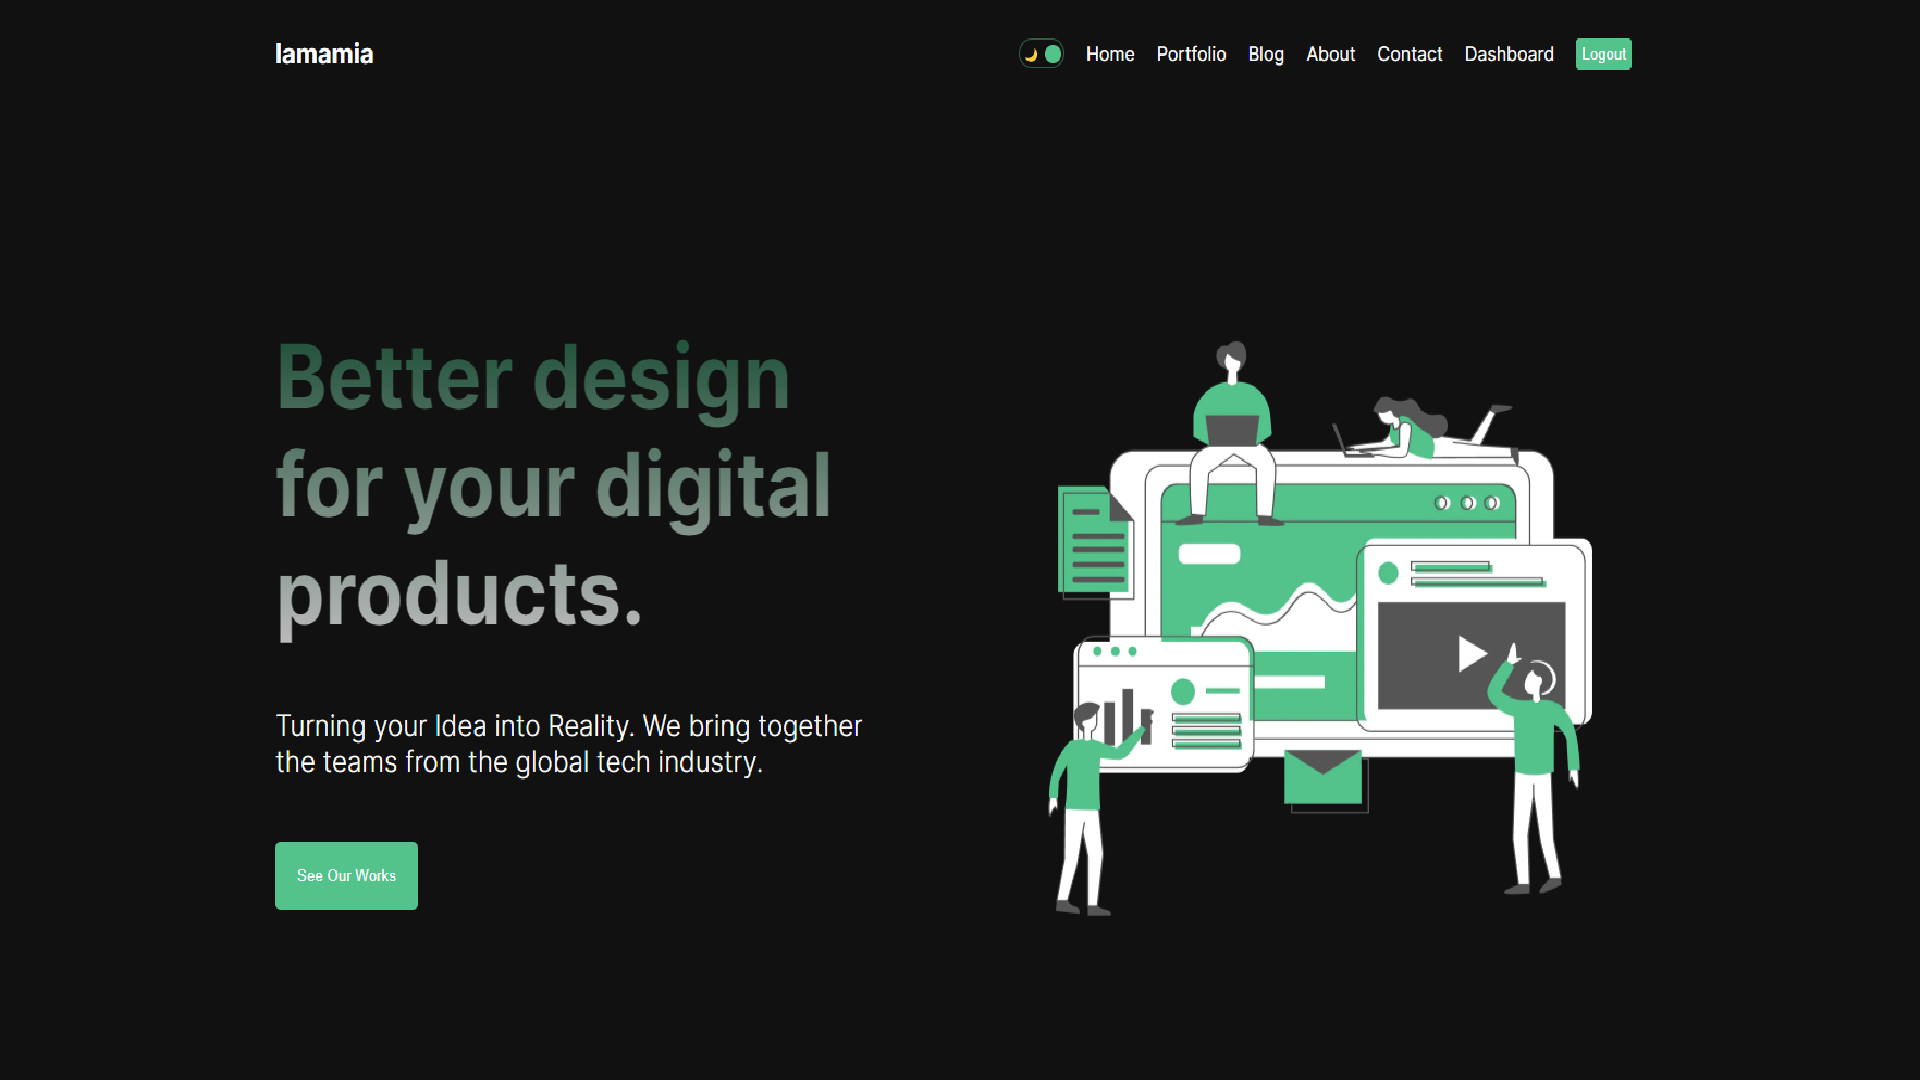 lamamia
Home Portfolio Blog About Contact Dashboard Logout
Better design
for your digital
products.
Turning your Idea into Reality. We bring together
the teams from the global tech industry.
See Our Works